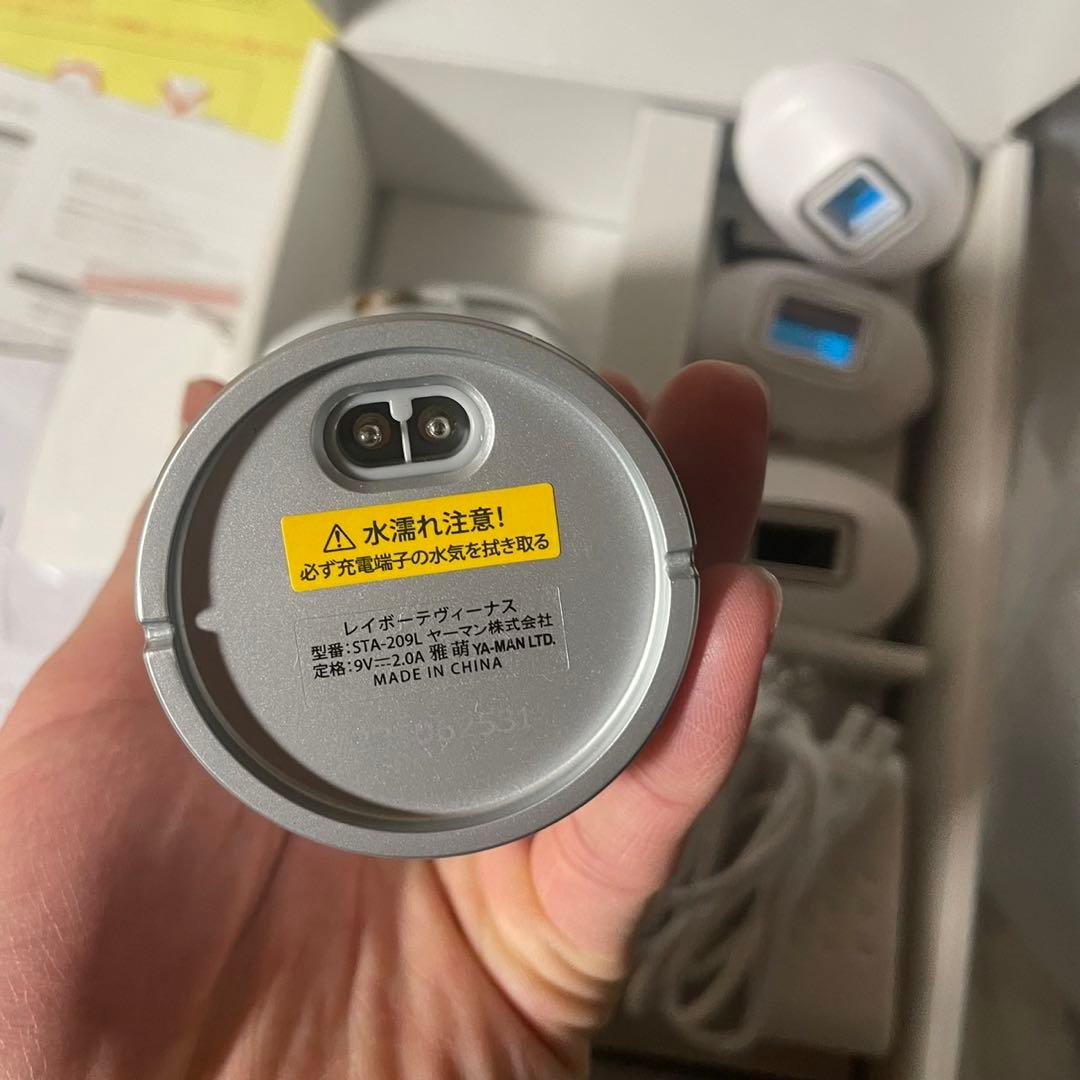 水濡れ注意!
必ず充電端子の水気を拭き取る
レイボーテヴィーナス
型番:STA-209L ヤーマン株式会社
定格:9V⎓2.0A 雅萌 YA-MAN LTD.
MADE IN CHINA